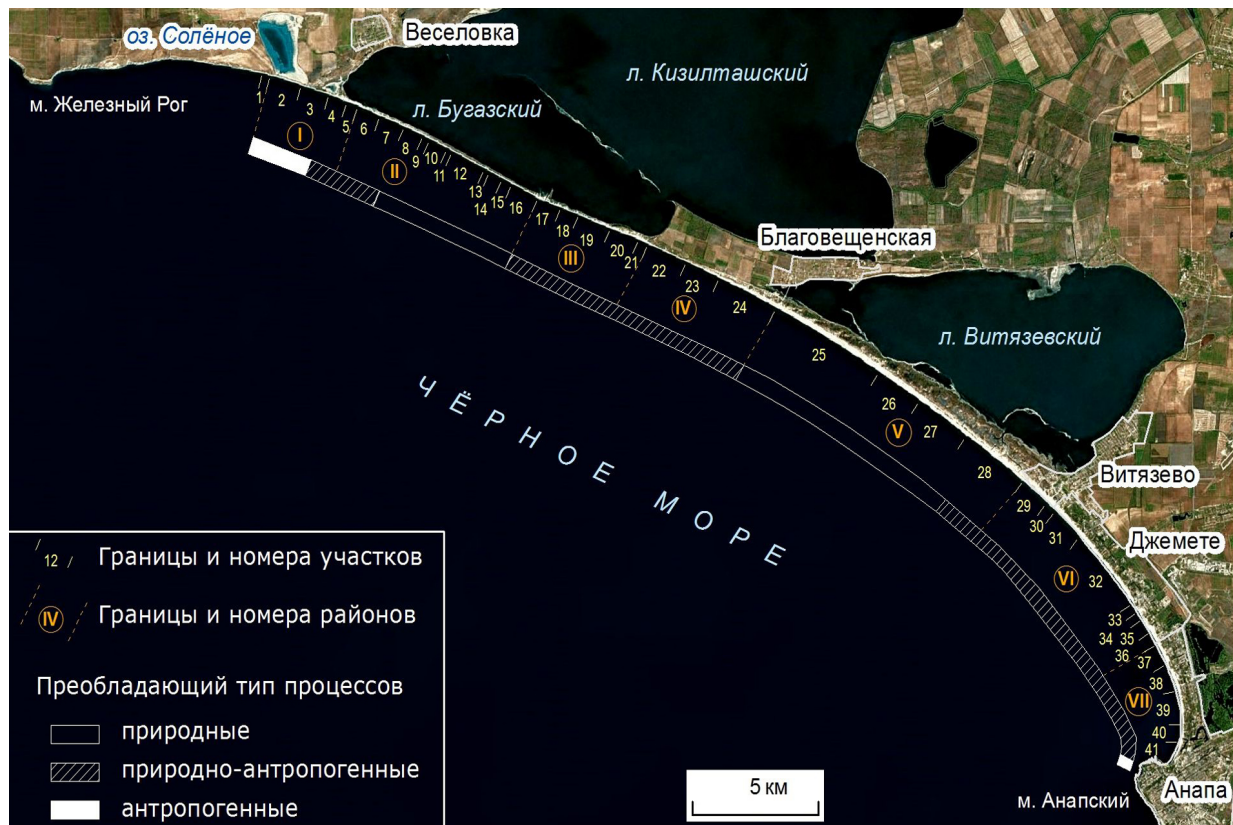 оз. Солёное
Веселовка
м. Железный Рог
л. Бугазский
л. Кизилташский
Благовещенская
л. Витязевский
Витязево
Джемете
Анапа
м. Анапский
ЧЁРНОЕ МОРЕ
1
2
3
4
5
I
6
7
8
9
10
11
12
13
14
15
16
II
17
18
19
20
21
III
22
23
24
IV
25
26
27
28
V
29
30
31
32
33
34
35
36
VI
37
38
39
40
41
VII
12 Границы и номера участков
IV Границы и номера районов
Преобладающий тип процессов
природные
природно-антропогенные
антропогенные
5 км